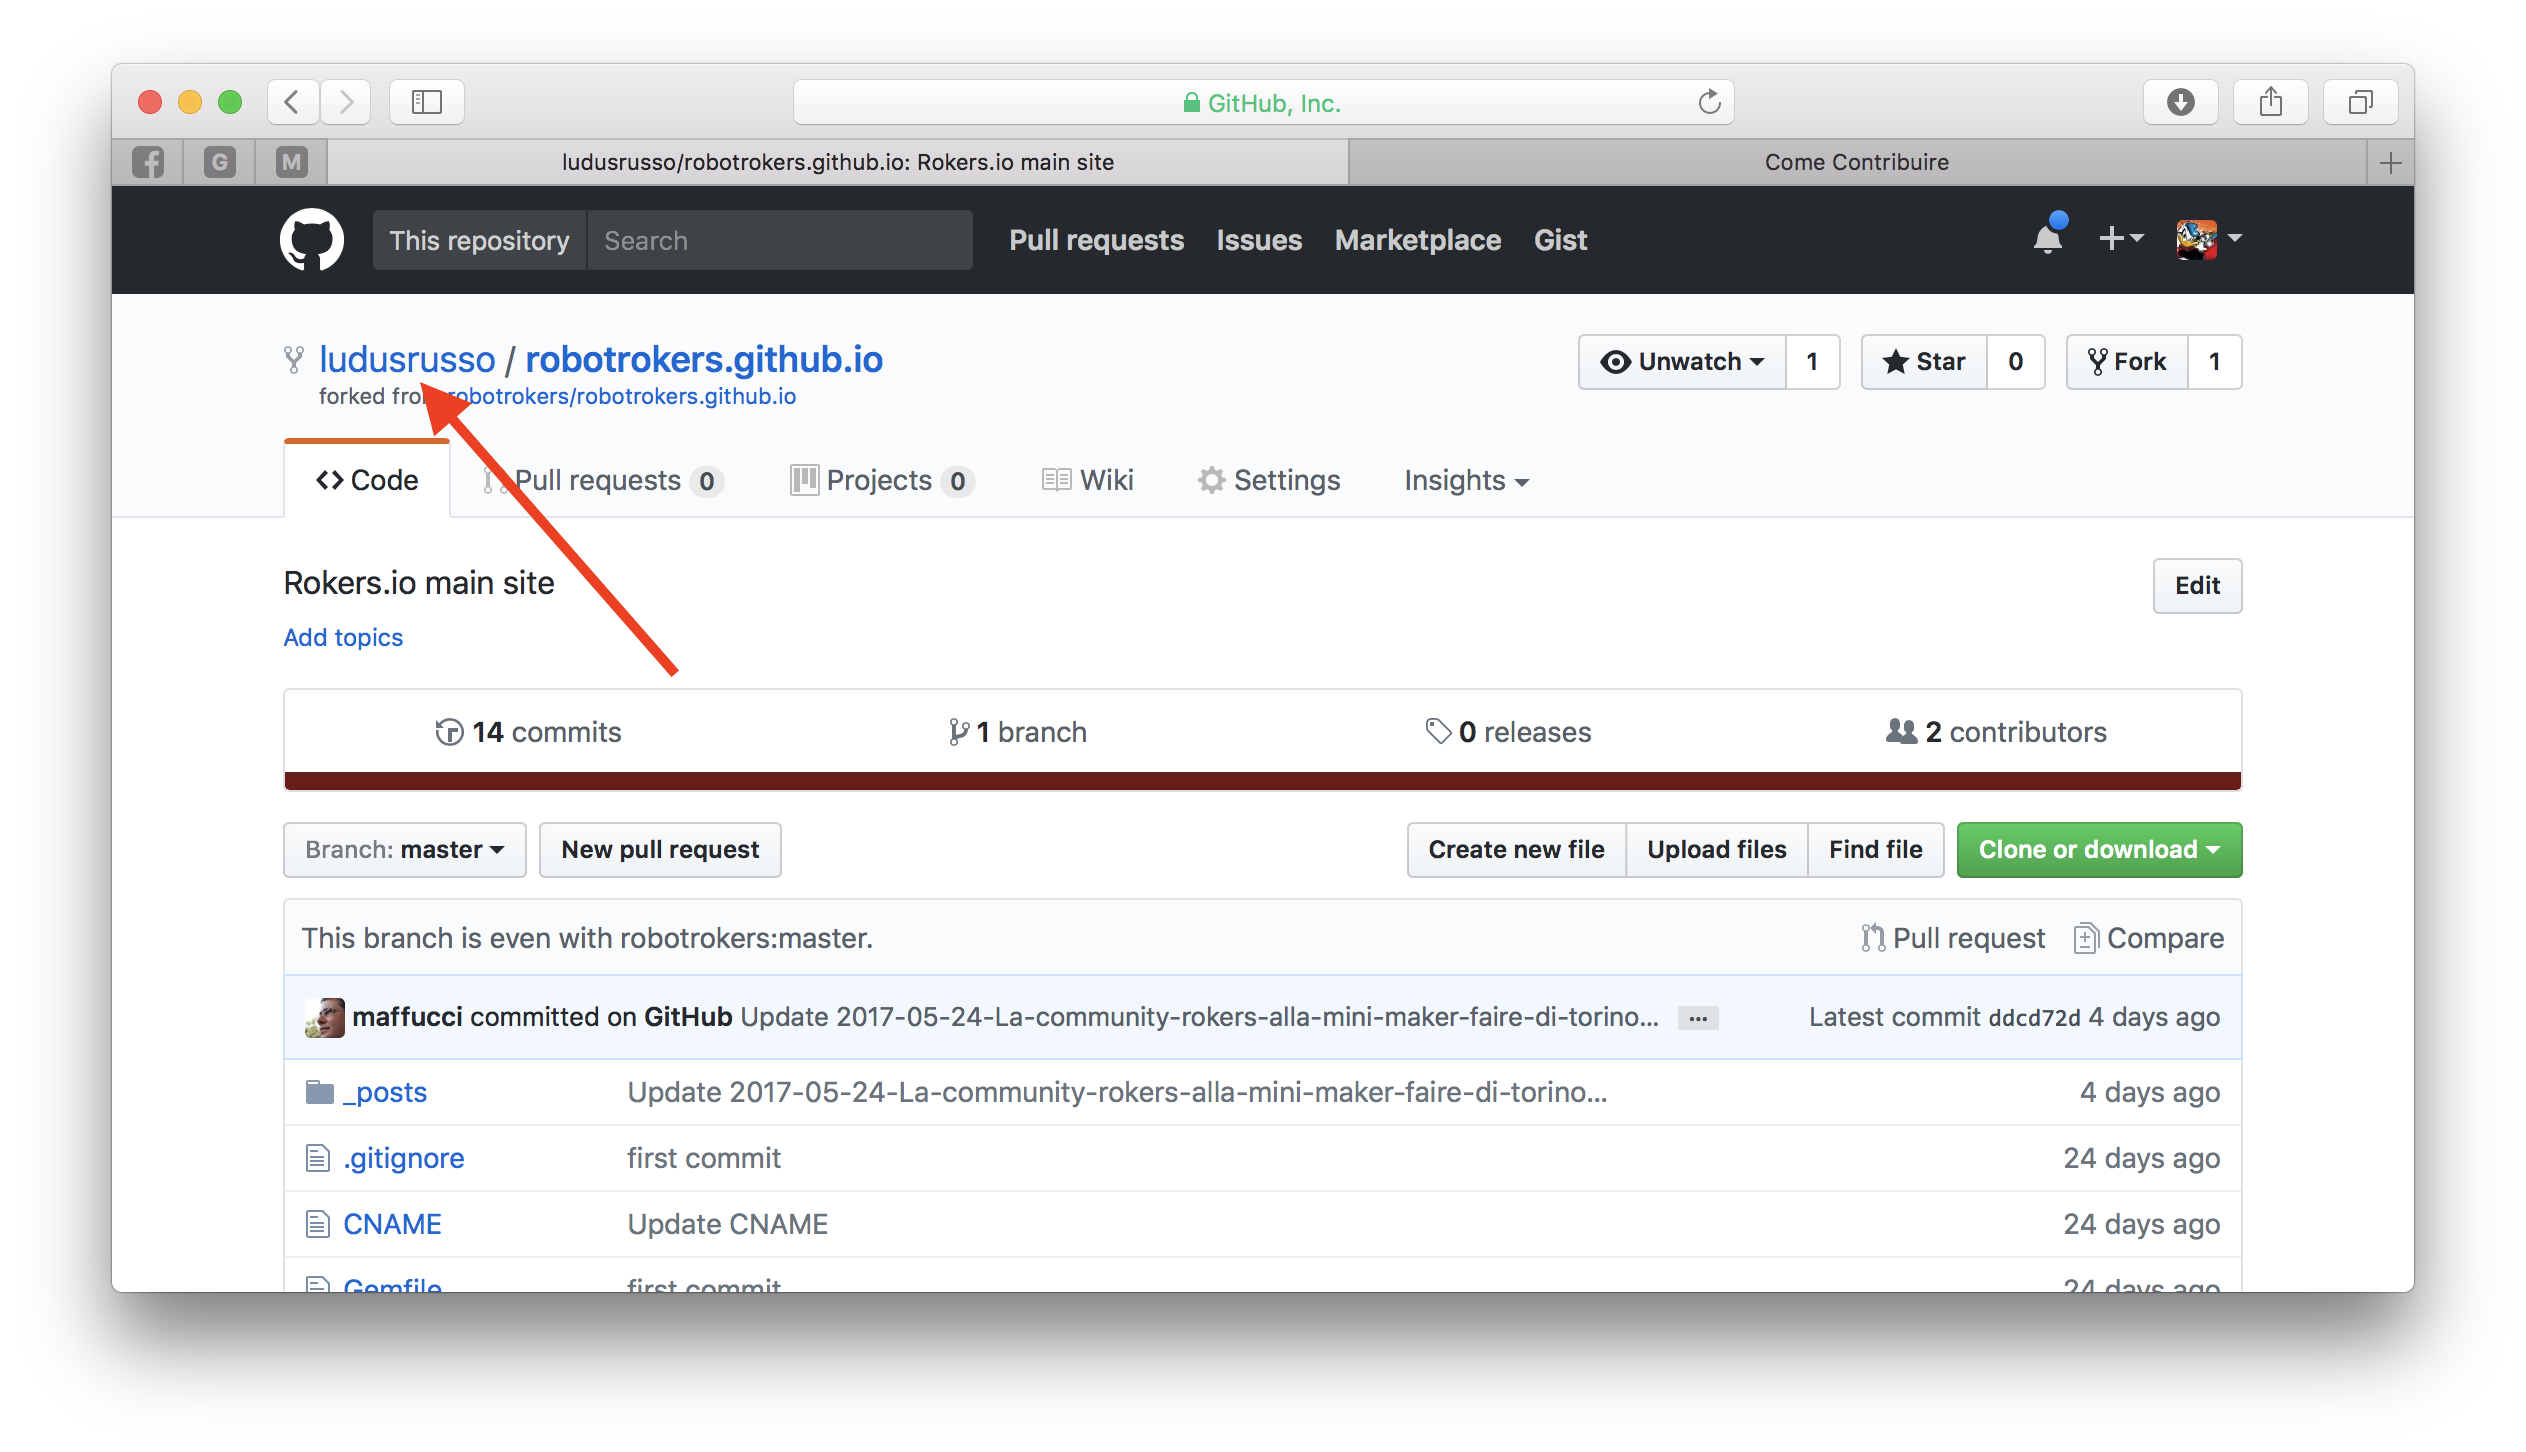 GitHub, Inc.
G
M
ludusrusso/robotrokers.github.io: Rokers.io main site
Come Contribuire
This repository
Search
Pull requests
Issues
Marketplace
Gist
ludusrusso / robotrokers.github.io
Unwatch
1
Star
0
Fork
1
forked from robotrokers/robotrokers.github.io
Code
Pull requests 0
Projects 0
Wiki
Settings
Insights
Rokers.io main site
Edit
Add topics
14 commits
1 branch
0 releases
2 contributors
Branch: master
New pull request
Create new file
Upload files
Find file
Clone or download
This branch is even with robotrokers:master.
Pull request
Compare
maffucci committed on GitHub Update 2017-05-24-La-community-rokers-alla-mini-maker-faire-di-torino... ...
Latest commit ddcd72d 4 days ago
_posts
Update 2017-05-24-La-community-rokers-alla-mini-maker-faire-di-torino...
4 days ago
.gitignore
first commit
24 days ago
CNAME
Update CNAME
24 days ago
Gemfile
first commit
24 days ago